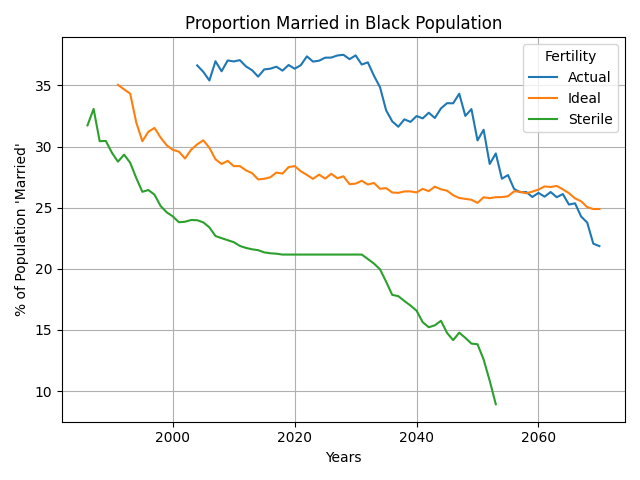 Proportion Married in Black Population
% of Population 'Married'
35
30
25
20
15
10
Fertility
Actual
Ideal
Sterile
2000 2020 2040 2060
Years